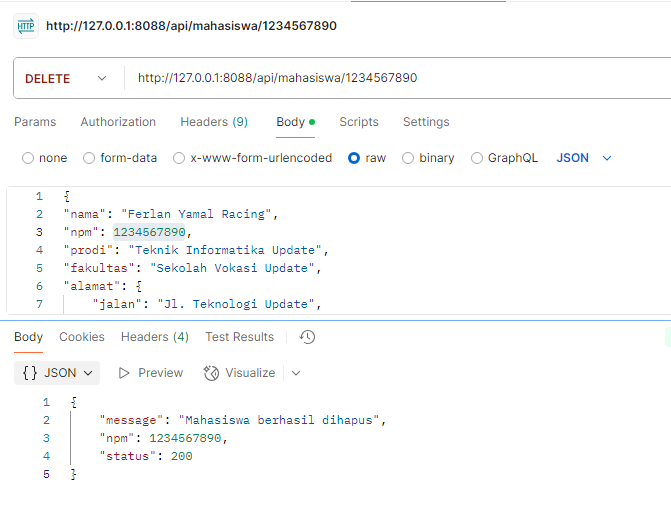 HTTP http://127.0.0.1:8088/api/mahasiswa/1234567890
DELETE http://127.0.0.1:8088/api/mahasiswa/1234567890
Params Authorization Headers (9) Body Scripts Settings
none form-data x-www-form-urlencoded raw binary GraphQL JSON
1 {
2 "nama": "Ferlan Yamal Racing",
3 "npm": 1234567890,
4 "prodi": "Teknik Informatika Update",
5 "fakultas": "Sekolah Vokasi Update",
6 "alamat": {
7 "jalan": "Jl. Teknologi Update",
Body Cookies Headers (4) Test Results
{} JSON Preview Visualize
1 {
2 "message": "Mahasiswa berhasil dihapus",
3 "npm": 1234567890,
4 "status": 200
5 }